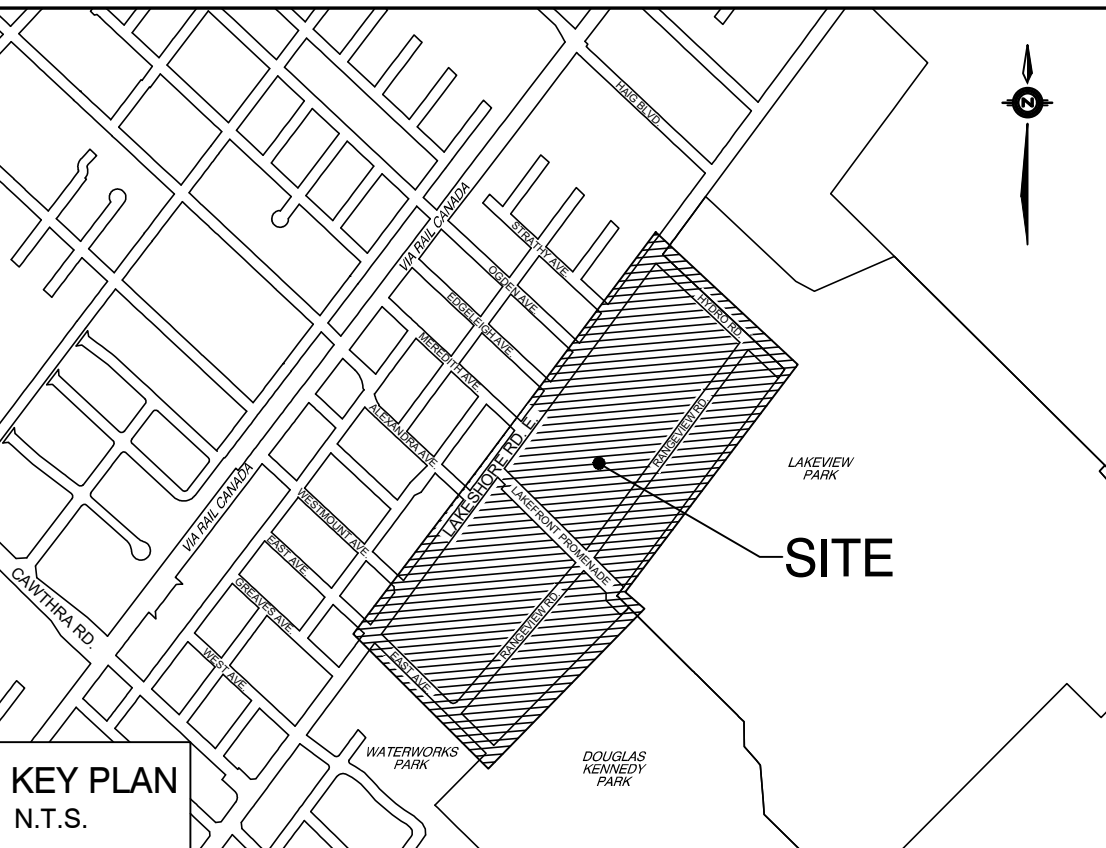 HAIG BLVD.
N
VIA RAIL CANADA
STRATHY AVE.
OGDEN AVE.
EDGELEIGH AVE.
MEREDITH AVE.
ALEXANDRA AVE.
HYDRO RD.
RANGEVIEW RD.
LAKESHORE RD. E.
LAKEVIEW
PARK
LAKEFRONT PROMENADE
SITE
VIA RAIL CANADA
WESTMOUNT AVE.
EAST AVE.
GREAVES AVE.
WEST AVE.
CAWTHRA RD.
RANGEVIEW RD.
EAST AVE.
WATERWORKS
PARK
DOUGLAS
KENNEDY
PARK
KEY PLAN
N.T.S.